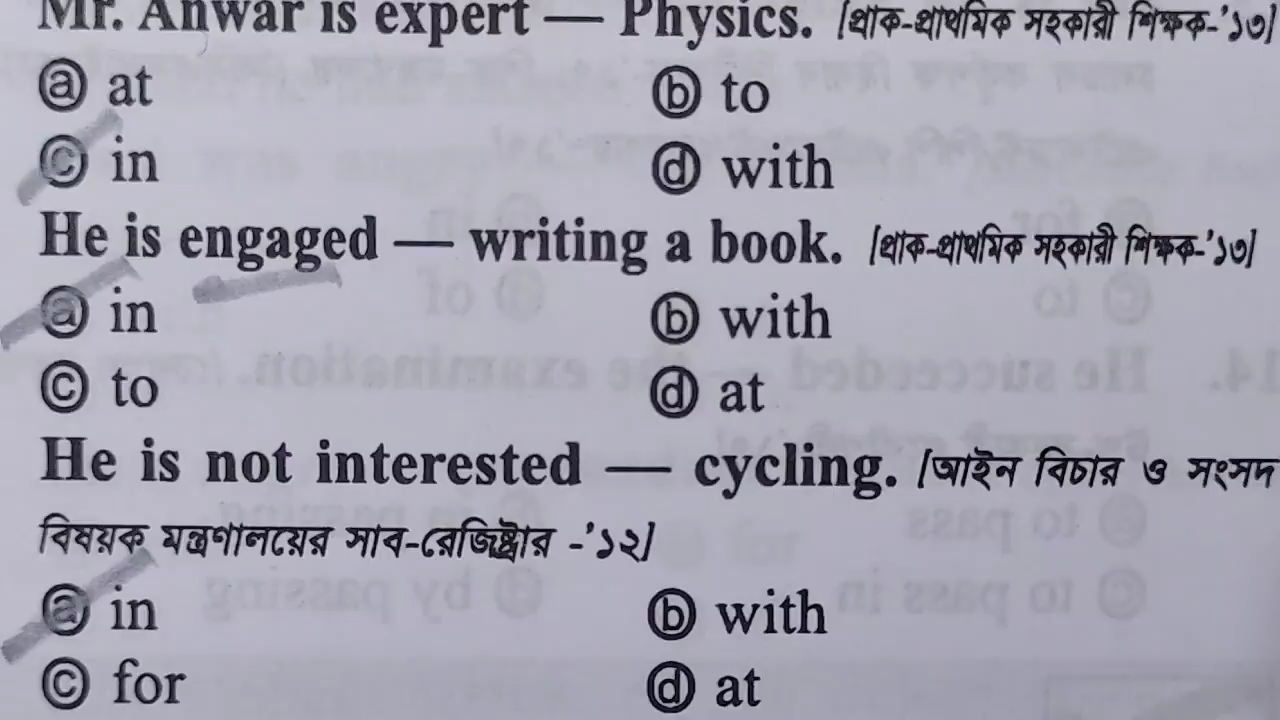 Mr. Anwar is expert — Physics. [প্রাক-প্রাথমিক সহকারী শিক্ষক-'১৩]
ⓐ at ⓑ to
ⓒ in ⓓ with
He is engaged — writing a book. [প্রাক-প্রাথমিক সহকারী শিক্ষক-'১৩]
ⓐ in ⓑ with
ⓒ to ⓓ at
He is not interested — cycling. [আইন বিচার ও সংসদ
বিষয়ক মন্ত্রণালয়ের সাব-রেজিষ্ট্রার -'১২]
ⓐ in ⓑ with
ⓒ for ⓓ at